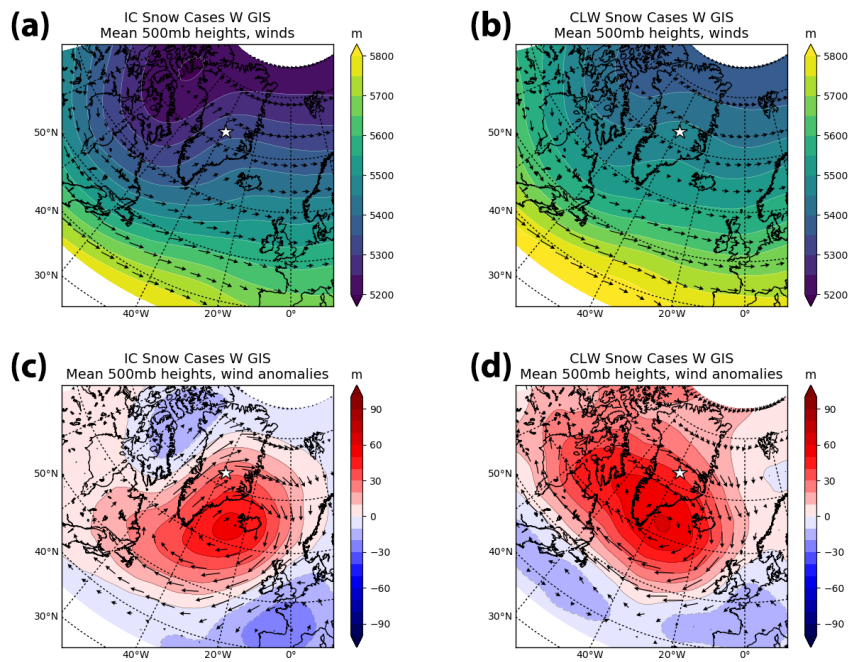 (a)
IC Snow Cases W GIS
Mean 500mb heights, winds
m
5800
5700
5600
5500
5400
5300
5200
50°N
40°N
30°N
40°W
20°W
0°
(b)
CLW Snow Cases W GIS
Mean 500mb heights, winds
m
5800
5700
5600
5500
5400
5300
5200
50°N
40°N
30°N
40°W
20°W
0°
(c)
IC Snow Cases W GIS
Mean 500mb heights, wind anomalies
m
90
60
30
0
−30
−60
−90
50°N
40°N
30°N
40°W
20°W
0°
(d)
CLW Snow Cases W GIS
Mean 500mb heights, wind anomalies
m
90
60
30
0
−30
−60
−90
50°N
40°N
30°N
40°W
20°W
0°